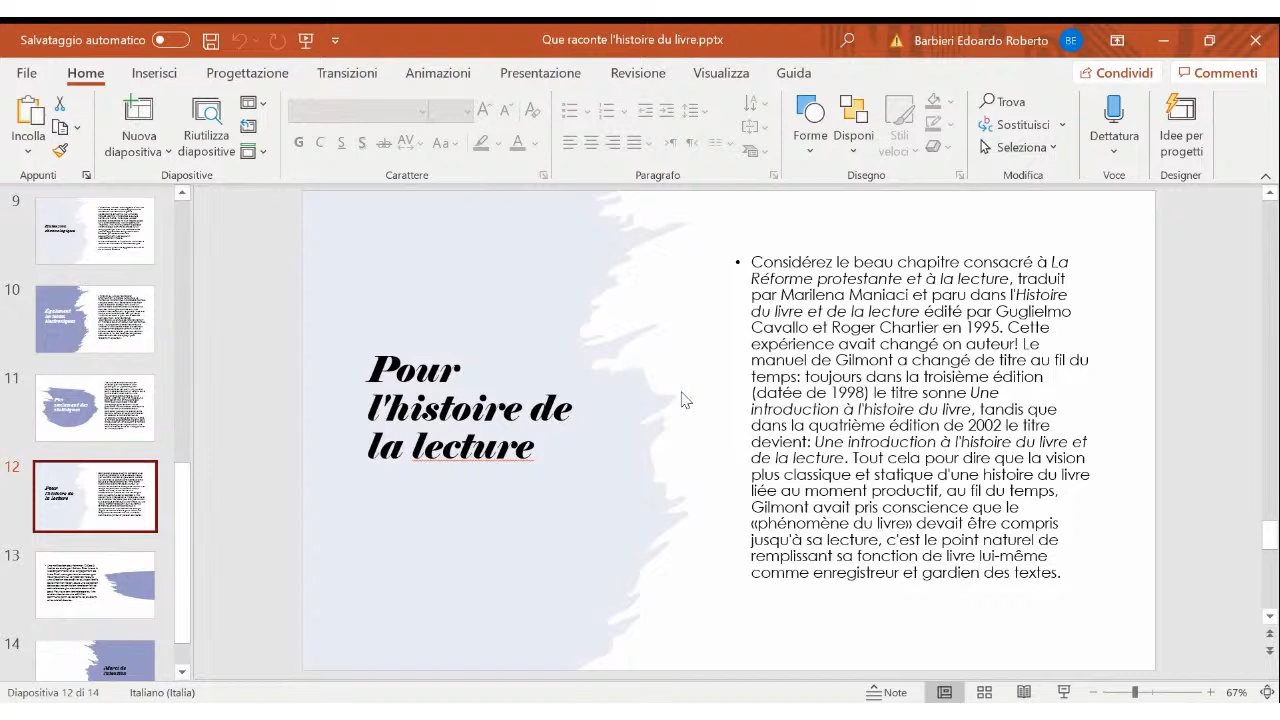 Salvataggio automatico
Que raconte l'histoire du livre.pptx
Barbieri Edoardo Roberto
BE
File Home Inserisci Progettazione Transizioni Animazioni Presentazione Revisione Visualizza Guida
Condividi
Commenti
Incolla
Nuova
diapositiva
Riutilizza
diapositive
G C S S ab AV Aa A
Forme
Disponi
Stili
veloci
Trova
Sostituisci
Seleziona
Dettatura
Idee per
progetti
Appunti
Diapositive
Carattere
Paragrafo
Disegno
Modifica
Voce
Designer
9
10
11
12
13
14
Pour
l'histoire de
la lecture
• Considérez le beau chapitre consacré à La
Réforme protestante et à la lecture, traduit
par Marilena Maniaci et paru dans l'Histoire
du livre et de la lecture édité par Guglielmo
Cavallo et Roger Chartier en 1995. Cette
expérience avait changé on auteur! Le
manuel de Gilmont a changé de titre au fil du
temps: toujours dans la troisième édition
(datée de 1998) le titre sonne Une
introduction à l'histoire du livre, tandis que
dans la quatrième édition de 2002 le titre
devient: Une introduction à l'histoire du livre et
de la lecture. Tout cela pour dire que la vision
plus classique et statique d'une histoire du livre
liée au moment productif, au fil du temps,
Gilmont avait pris conscience que le
«phénomène du livre» devait être compris
jusqu'à sa lecture, c'est le point naturel de
remplissant sa fonction de livre lui-même
comme enregistreur et gardien des textes.
Diapositiva 12 di 14
Italiano (Italia)
Note
67%